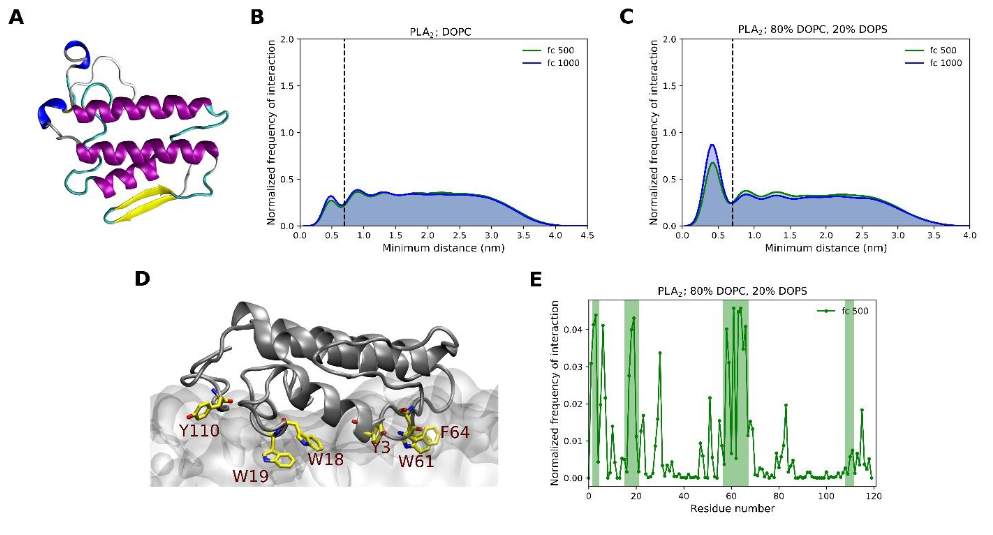 A
B
PLA₂; DOPC
Normalized frequency of interaction
2.0
1.5
1.0
0.5
0.0
fc 500
fc 1000
0.0 0.5 1.0 1.5 2.0 2.5 3.0 3.5 4.0 4.5
Minimum distance (nm)
C
PLA₂; 80% DOPC, 20% DOPS
Normalized frequency of interaction
2.0
1.5
1.0
0.5
0.0
fc 500
fc 1000
0.0 0.5 1.0 1.5 2.0 2.5 3.0 3.5 4.0
Minimum distance (nm)
D
Y110
W19
W18
Y3
W61
F64
E
PLA₂; 80% DOPC, 20% DOPS
Normalized frequency of interaction
0.04
0.03
0.02
0.01
0.00
fc 500
0 20 40 60 80 100 120
Residue number